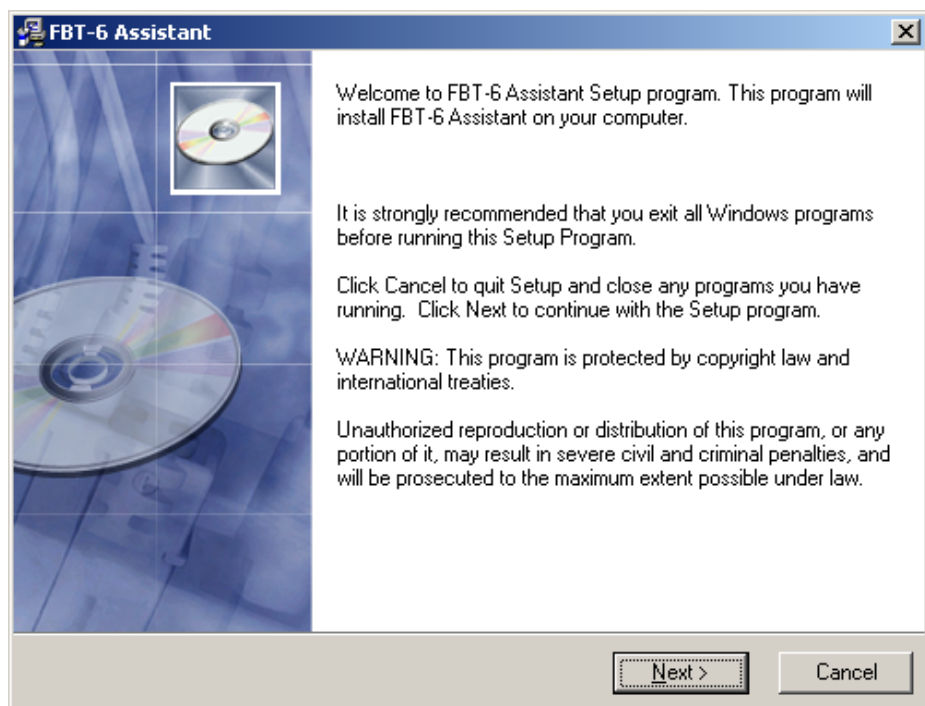 FBT-6 Assistant
Welcome to FBT-6 Assistant Setup program. This program will
install FBT-6 Assistant on your computer.
It is strongly recommended that you exit all Windows programs
before running this Setup Program.
Click Cancel to quit Setup and close any programs you have
running.  Click Next to continue with the Setup program.
WARNING: This program is protected by copyright law and
international treaties.
Unauthorized reproduction or distribution of this program, or any
portion of it, may result in severe civil and criminal penalties, and
will be prosecuted to the maximum extent possible under law.
Next >
Cancel